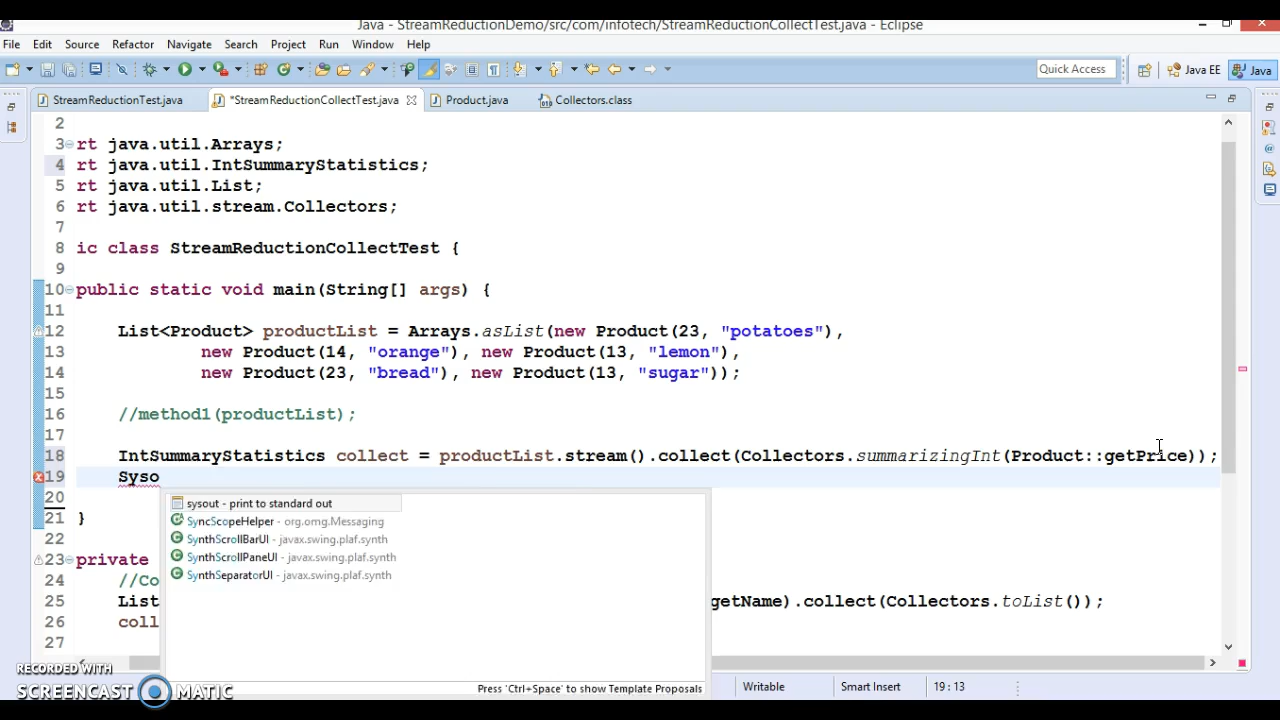 Java - StreamReductionDemo/src/com/infotech/StreamReductionCollectTest.java - Eclipse
File Edit Source Refactor Navigate Search Project Run Window Help
Quick Access Java EE Java
StreamReductionTest.java *StreamReductionCollectTest.java Product.java Collectors.class
2
3 rt java.util.Arrays;
4 rt java.util.IntSummaryStatistics;
5 rt java.util.List;
6 rt java.util.stream.Collectors;
7
8 ic class StreamReductionCollectTest {
9
10 public static void main(String[] args) {
11
12 List<Product> productList = Arrays.asList(new Product(23, "potatoes"),
13 new Product(14, "orange"), new Product(13, "lemon"),
14 new Product(23, "bread"), new Product(13, "sugar"));
15
16 //method1(productList);
17
18 IntSummaryStatistics collect = productList.stream().collect(Collectors.summarizingInt(Product::getPrice));
19 Syso
20 sysout - print to standard out
SyncScopeHelper - org.omg.Messaging
21 }
SynthScrollBarUI - javax.swing.plaf.synth
22
SynthScrollPaneUI - javax.swing.plaf.synth
23 private
SynthSeparatorUI - javax.swing.plaf.synth
24 //Co
25 List getName).collect(Collectors.toList());
26 coll
27
RECORDED WITH
SCREENCAST MATIC
Press 'Ctrl+Space' to show Template Proposals
Writable Smart Insert 19 : 13